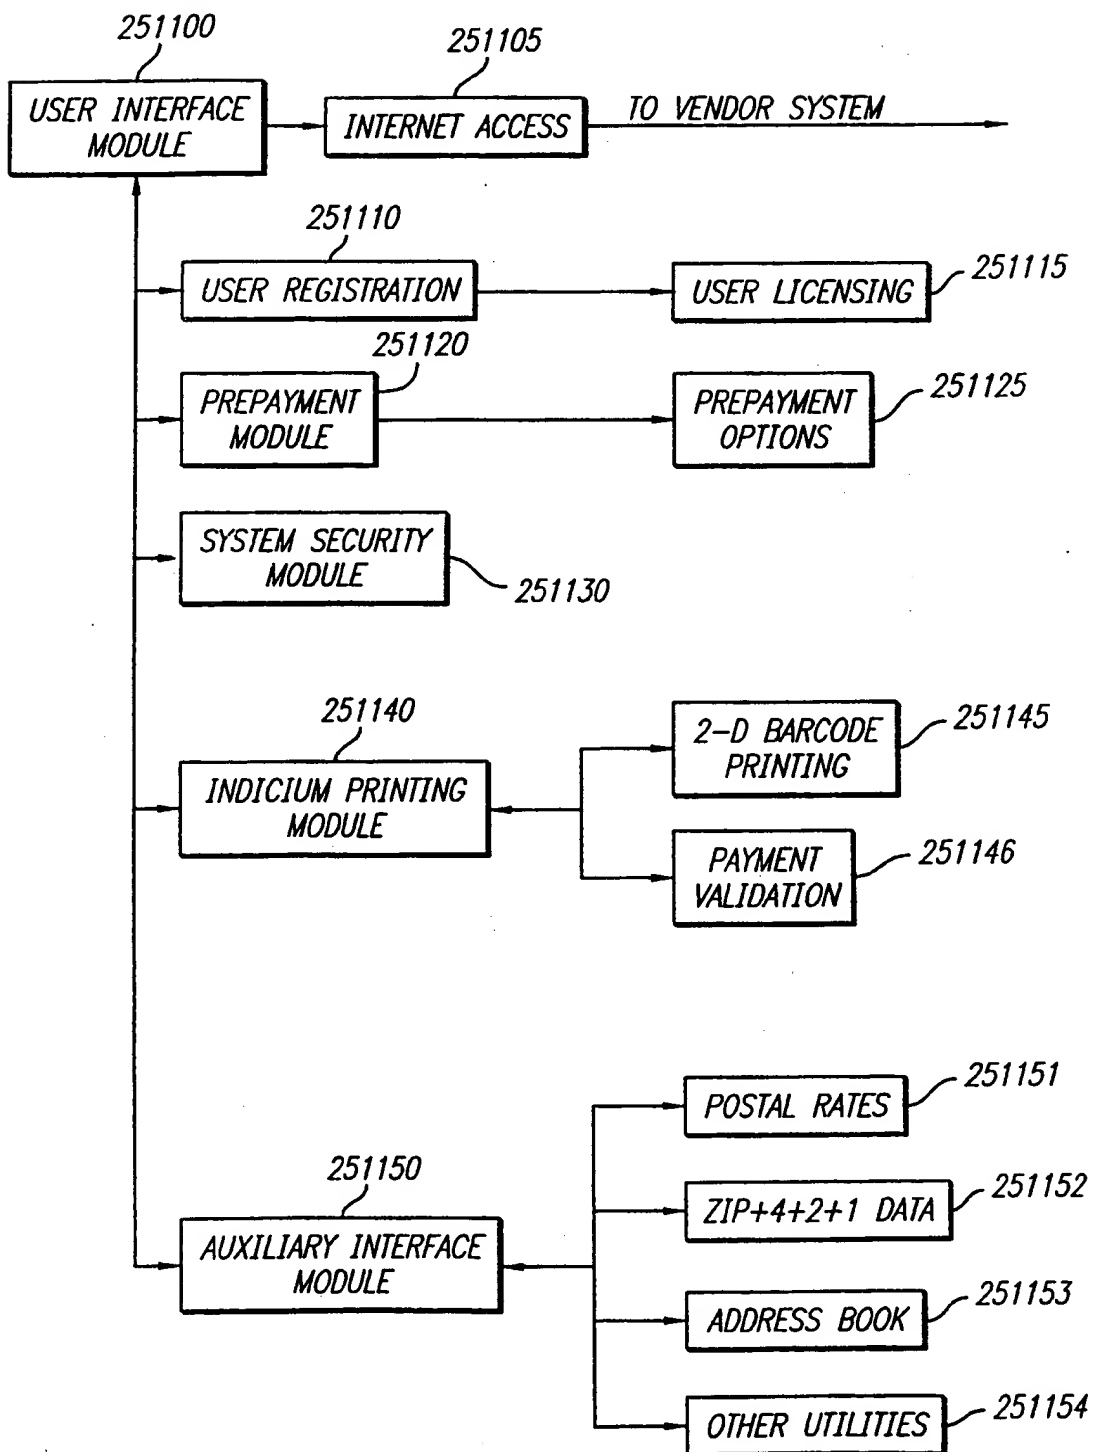 251100
251105
USER INTERFACE
MODULE
INTERNET ACCESS
TO VENDOR SYSTEM
251110
USER REGISTRATION
USER LICENSING
251115
251120
PREPAYMENT
MODULE
PREPAYMENT
OPTIONS
251125
SYSTEM SECURITY
MODULE
251130
251140
INDICIUM PRINTING
MODULE
2-D BARCODE
PRINTING
251145
PAYMENT
VALIDATION
251146
251150
AUXILIARY INTERFACE
MODULE
POSTAL RATES
251151
ZIP+4+2+1 DATA
251152
ADDRESS BOOK
251153
OTHER UTILITIES
251154